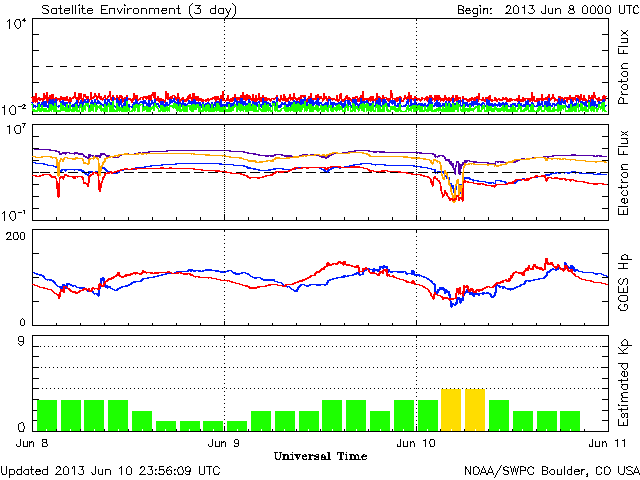 Satellite Environment (3 day)
Begin: 2013 Jun 8 0000 UTC
10⁴
10⁻²
Proton Flux
10⁷
10⁻¹
Electron Flux
200
0
GOES Hp
9
0
Estimated Kp
Jun 8
Jun 9
Jun 10
Jun 11
Universal Time
Updated 2013 Jun 10 23:56:09 UTC
NOAA/SWPC Boulder, CO USA